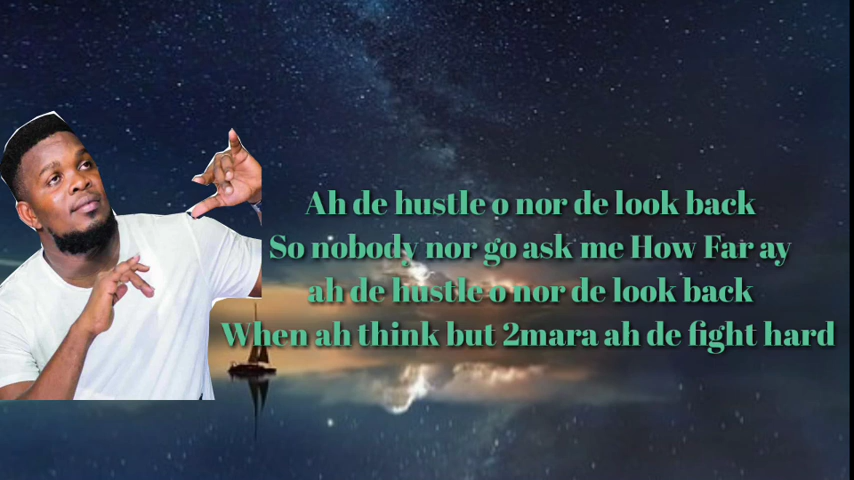 Ah de hustle o nor de look back
So nobody nor go ask me How Far ay
ah de hustle o nor de look back
When ah think but 2mara ah de fight hard